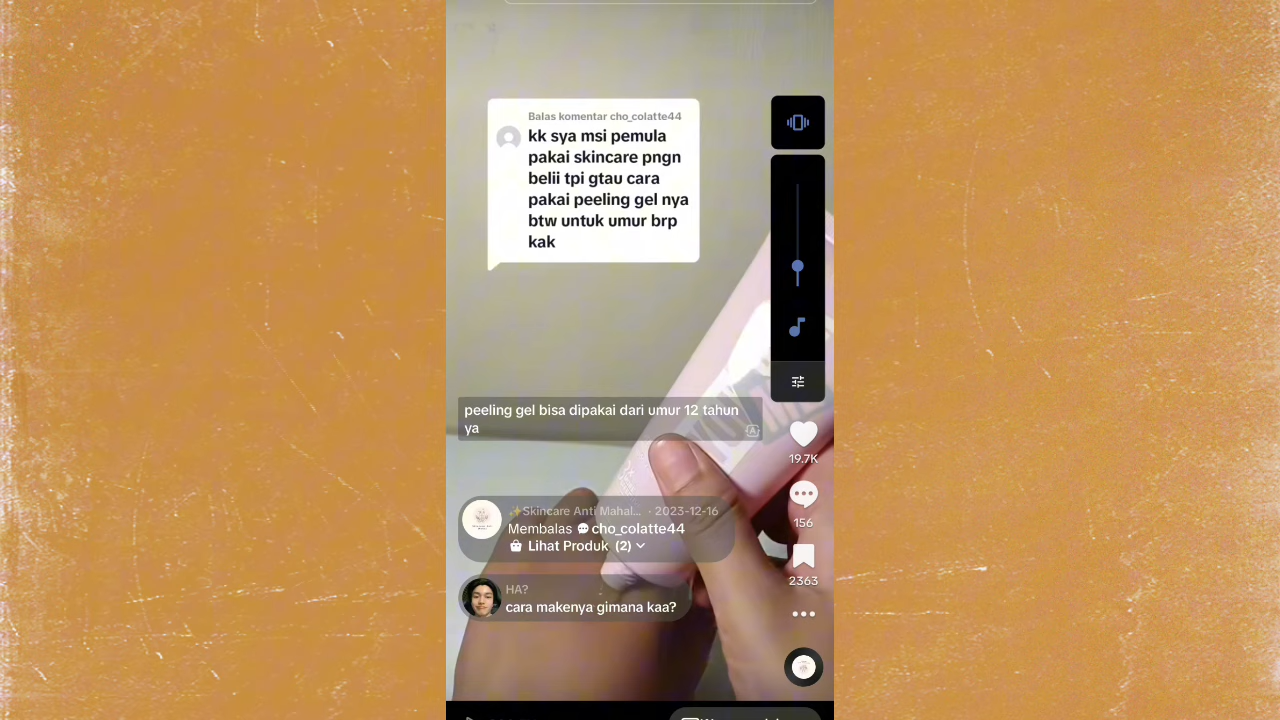 Balas komentar cho_colatte44
kk sya msi pemula
pakai skincare pngn
belii tpi gtau cara
pakai peeling gel nya
btw untuk umur brp
kak
peeling gel bisa dipakai dari umur 12 tahun
ya
19.7K
✨Skincare Anti Mahal... · 2023-12-16
Membalas 💬cho_colatte44
156
Lihat Produk (2)
2363
HA?
cara makenya gimana kaa?